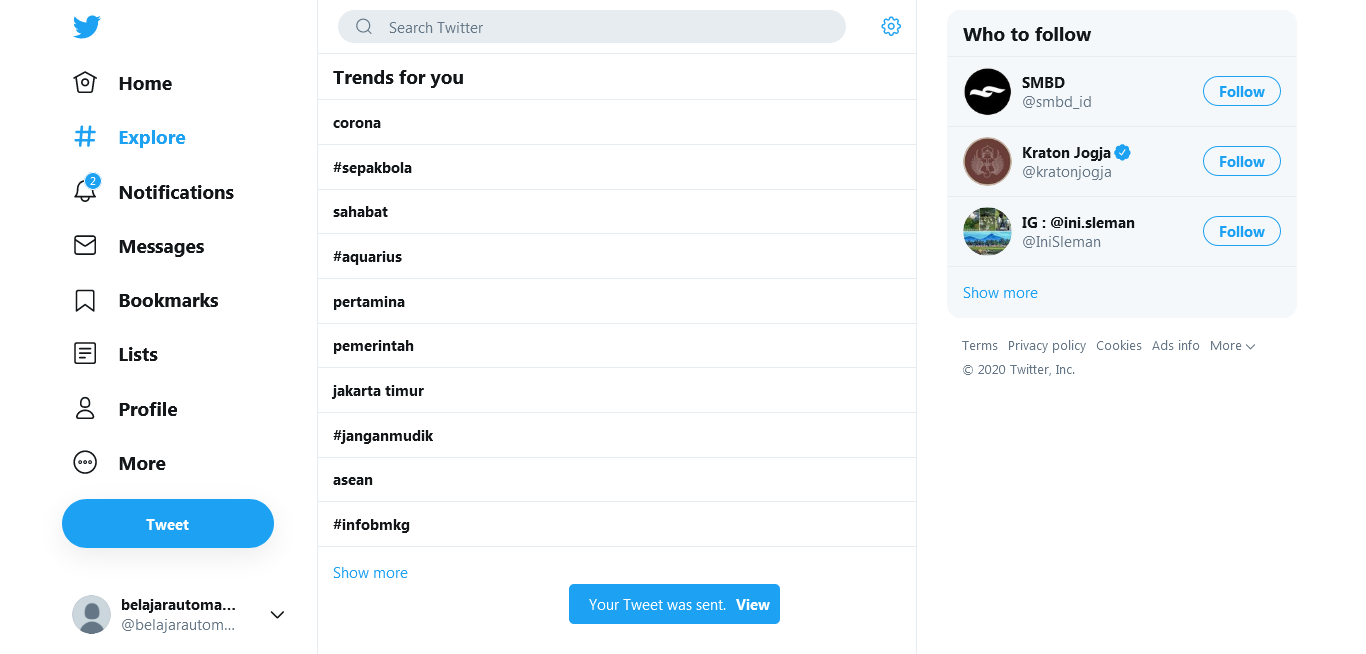 Home
Explore
2
Notifications
Messages
Bookmarks
Lists
Profile
More
Tweet
belajarautoma...
@belajarautom...
Search Twitter
Trends for you
corona
#sepakbola
sahabat
#aquarius
pertamina
pemerintah
jakarta timur
#janganmudik
asean
#infobmkg
Show more
Your Tweet was sent. View
Who to follow
SMBD
@smbd_id
Follow
Kraton Jogja
@kratonjogja
Follow
IG : @ini.sleman
@IniSleman
Follow
Show more
Terms Privacy policy Cookies Ads info More
© 2020 Twitter, Inc.